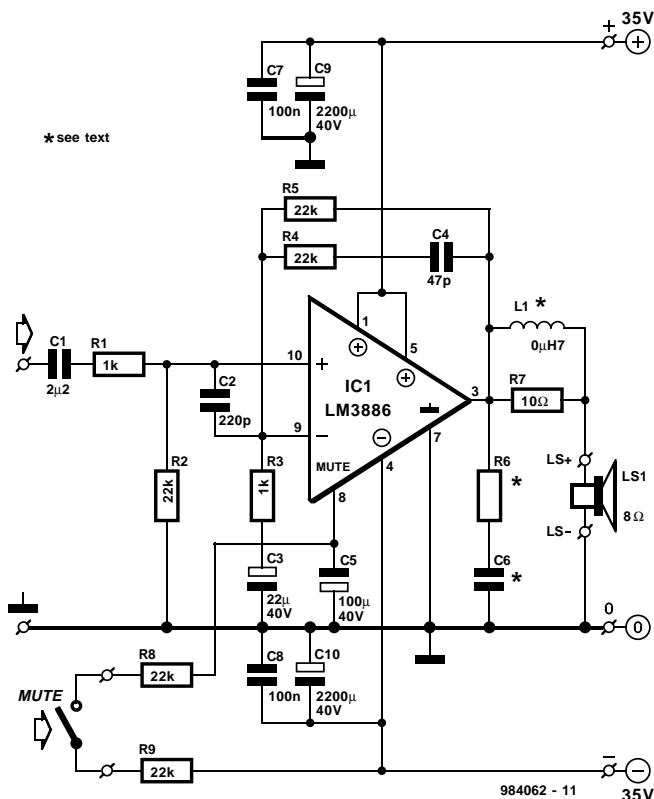 + 35V
C7
C9
100n
2200μ
40V
* see text
R5
22k
R4
22k
C4
47p
L1 *
0μH7
C1
2μ2
R1
1k
10
+
1
5
C2
220p
IC1
LM3886
3
R7
10Ω
9
−
MUTE
4
7
8
R2
22k
R3
1k
R6
*
LS+
LS1
8Ω
LS−
C3
22μ
40V
C5
100μ
40V
C6
*
0
0
R8
22k
C8
100n
C10
2200μ
40V
MUTE
R9
22k
984062 - 11
− 35V